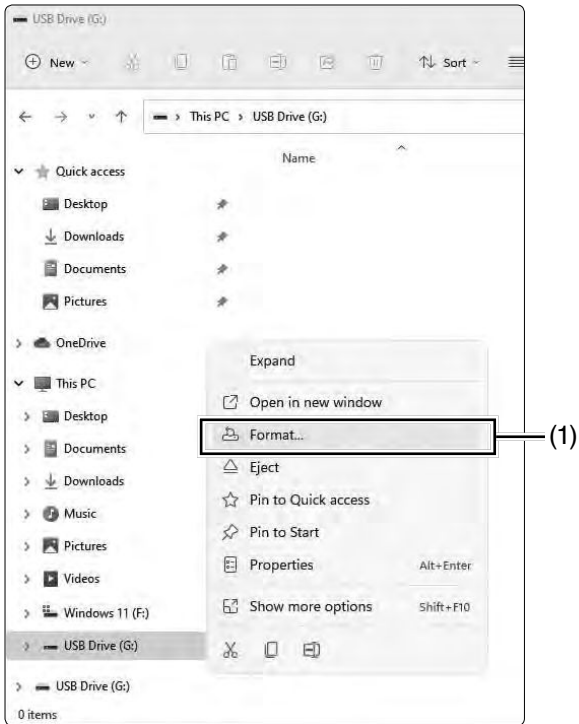 USB Drive (G:)
New
Sort
This PC > USB Drive (G:)
Name
Quick access
Desktop
Downloads
Documents
Pictures
OneDrive
This PC
Desktop
Documents
Downloads
Music
Pictures
Videos
Windows 11 (F:)
USB Drive (G:)
USB Drive (G:)
0 items
Expand
Open in new window
Format...
Eject
Pin to Quick access
Pin to Start
Properties Alt+Enter
Show more options Shift+F10
(1)